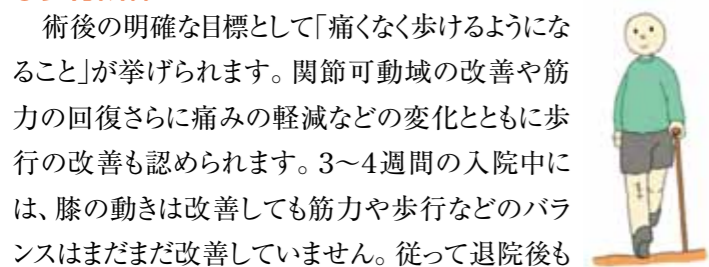 術後の明確な目標として「痛くなく歩けるようにな
ること」が挙げられます。関節可動域の改善や筋
力の回復さらに痛みの軽減などの変化とともに歩
行の改善も認められます。3〜4週間の入院中に
は、膝の動きは改善しても筋力や歩行などのバラ
ンスはまだまだ改善していません。従って退院後も